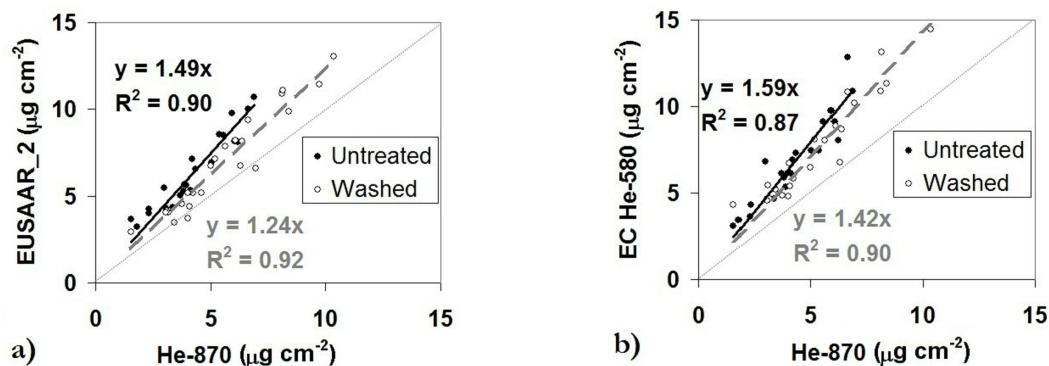 15
10
5
0
EUSAAR_2 (µg cm⁻²)
y = 1.49x
R² = 0.90
Untreated
Washed
y = 1.24x
R² = 0.92
0 5 10 15
He-870 (µg cm⁻²)
a)
15
10
5
0
EC He-580 (µg cm⁻²)
y = 1.59x
R² = 0.87
Untreated
Washed
y = 1.42x
R² = 0.90
0 5 10 15
He-870 (µg cm⁻²)
b)